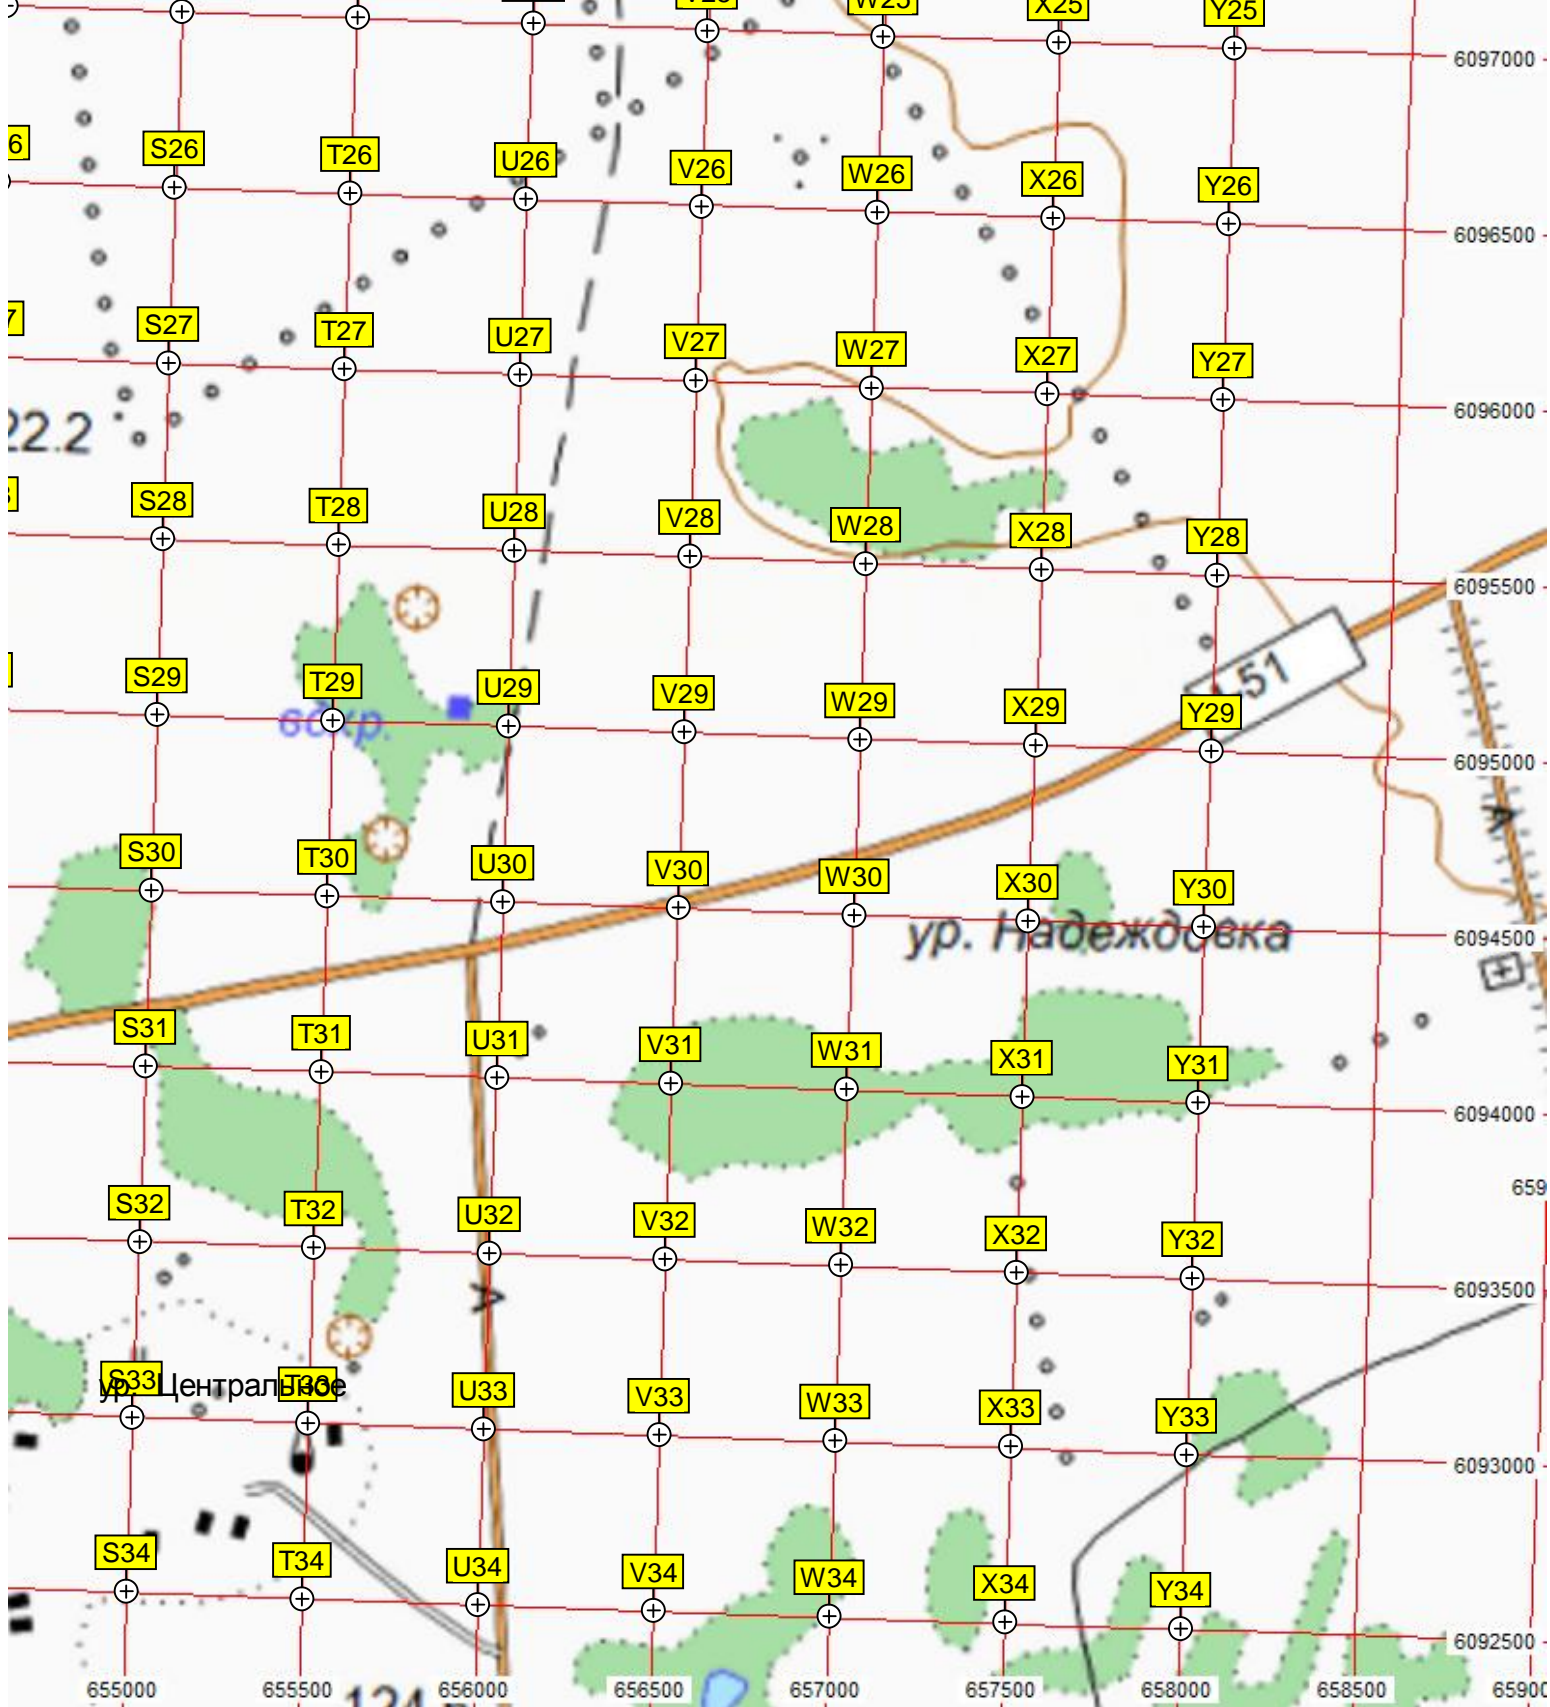 W25 X25 Y25
6097000
6 S26 T26 U26 V26 W26 X26 Y26
6096500
7 S27 T27 U27 V27 W27 X27 Y27
6096000
22.2
S28 T28 U28 V28 W28 X28 Y28
6095500
51
S29 T29 U29 V29 W29 X29 Y29
вдхр.
6095000
А
S30 T30 U30 V30 W30 X30 Y30
ур. Надеждовка
6094500
S31 T31 U31 V31 W31 X31 Y31
6094000
659
S32 T32 U32 V32 W32 X32 Y32
6093500
А
S33 T33 U33 V33 W33 X33 Y33
ур. Центральное
6093000
S34 T34 U34 V34 W34 X34 Y34
6092500
655000 655500 656000 656500 657000 657500 658000 658500 65900